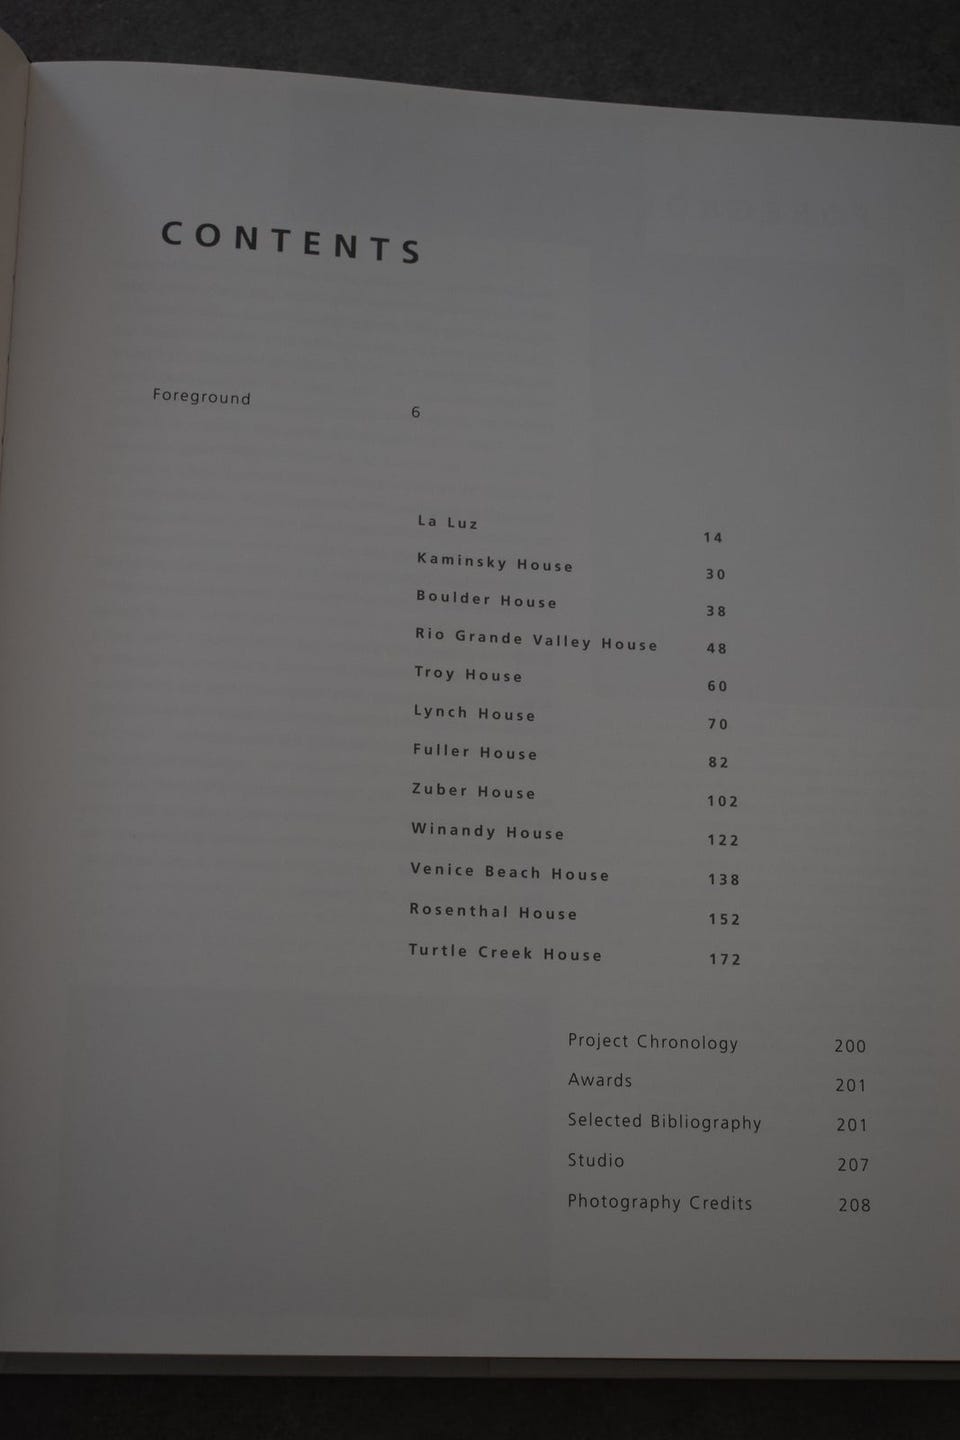 CONTENTS
Foreground 6
La Luz 14
Kaminsky House 30
Boulder House 38
Rio Grande Valley House 48
Troy House 60
Lynch House 70
Fuller House 82
Zuber House 102
Winandy House 122
Venice Beach House 138
Rosenthal House 152
Turtle Creek House 172
Project Chronology 200
Awards 201
Selected Bibliography 201
Studio 207
Photography Credits 208